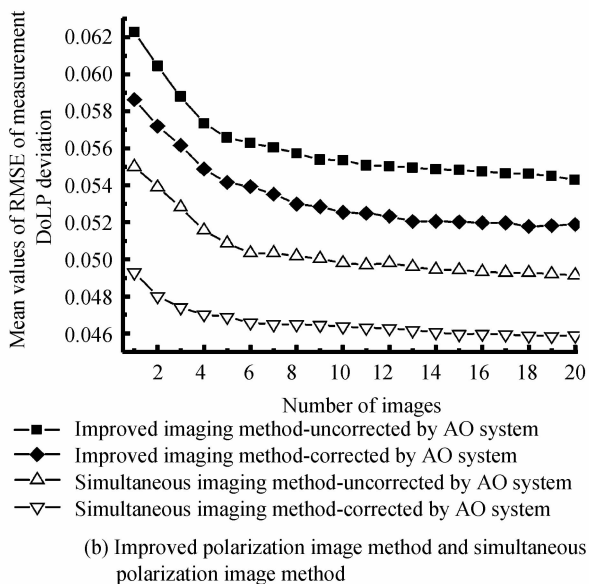 Mean values of RMSE of measurement
DoLP deviation
0.062
0.060
0.058
0.056
0.054
0.052
0.050
0.048
0.046
2 4 6 8 10 12 14 16 18 20
Number of images
Improved imaging method-uncorrected by AO system
Improved imaging method-corrected by AO system
Simultaneous imaging method-uncorrected by AO system
Simultaneous imaging method-corrected by AO system
(b) Improved polarization image method and simultaneous
polarization image method